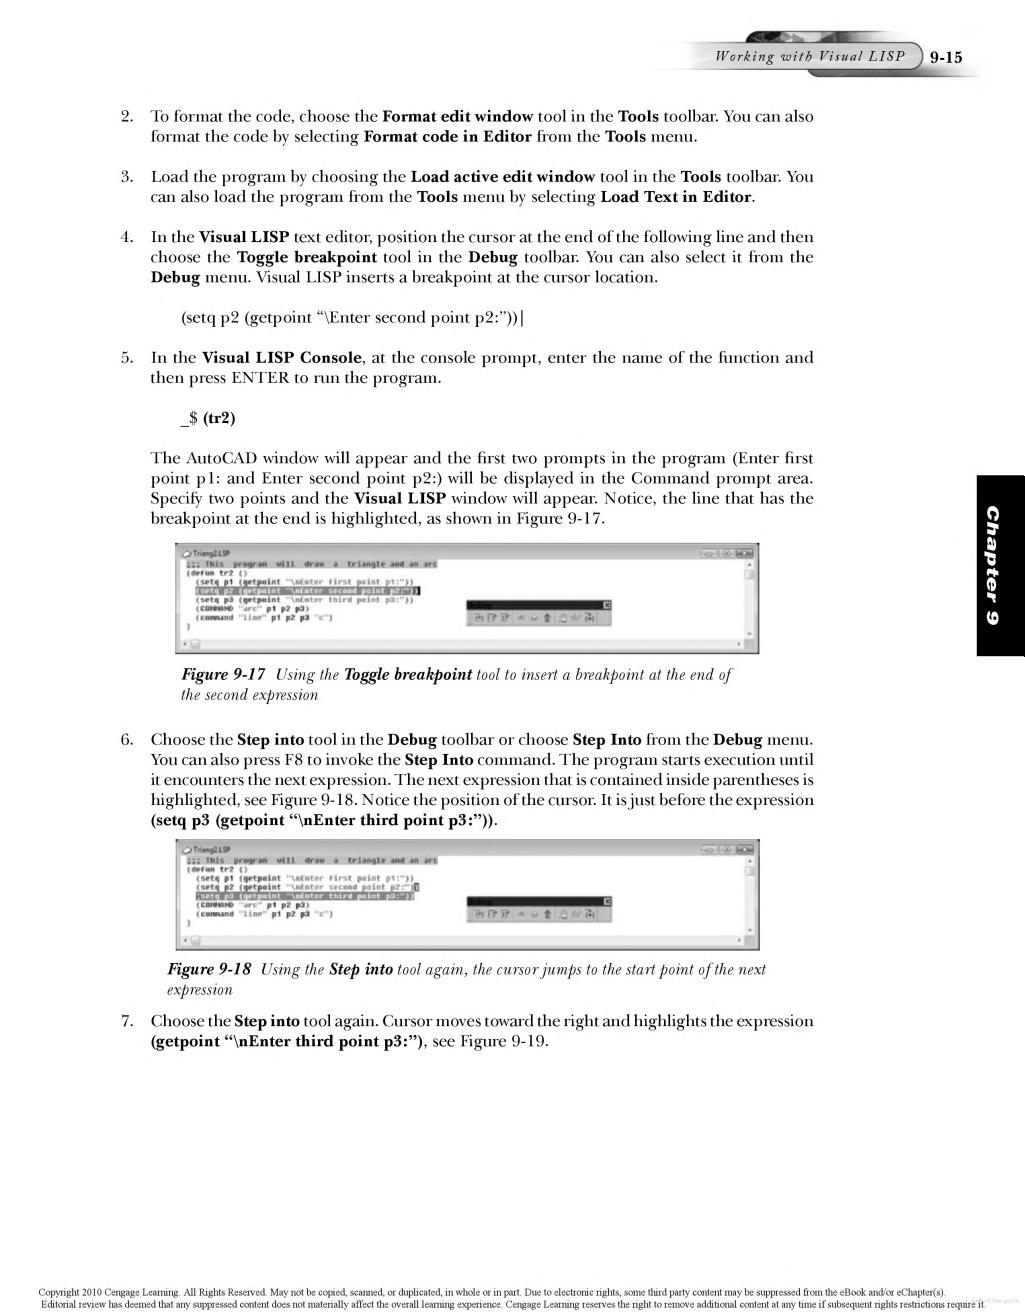 Working with Visual LISP 9-15
2. To format the code, choose the Format edit window tool in the Tools toolbar. You can also
format the code by selecting Format code in Editor from the Tools menu.
3. Load the program by choosing the Load active edit window tool in the Tools toolbar. You
can also load the program from the Tools menu by selecting Load Text in Editor.
4. In the Visual LISP text editor, position the cursor at the end of the following line and then
choose the Toggle breakpoint tool in the Debug toolbar. You can also select it from the
Debug menu. Visual LISP inserts a breakpoint at the cursor location.
(setq p2 (getpoint “\Enter second point p2:”))|
5. In the Visual LISP Console, at the console prompt, enter the name of the function and
then press ENTER to run the program.
_$ (tr2)
The AutoCAD window will appear and the first two prompts in the program (Enter first
point p1: and Enter second point p2:) will be displayed in the Command prompt area.
Specify two points and the Visual LISP window will appear. Notice, the line that has the
breakpoint at the end is highlighted, as shown in Figure 9-17.
Triang2.LSP
;;; This program will draw a triangle and an arc
(defun tr2 ()
(setq p1 (getpoint "\nEnter first point p1:"))
(setq p2 (getpoint "\nEnter second point p2:"))
(setq p3 (getpoint "\nEnter third point p3:"))
(COMMAND "arc" p1 p2 p3)
(command "line" p1 p2 p3 "c")
)
Debug
Figure 9-17 Using the Toggle breakpoint tool to insert a breakpoint at the end of
the second expression
6. Choose the Step into tool in the Debug toolbar or choose Step Into from the Debug menu.
You can also press F8 to invoke the Step Into command. The program starts execution until
it encounters the next expression. The next expression that is contained inside parentheses is
highlighted, see Figure 9-18. Notice the position of the cursor. It is just before the expression
(setq p3 (getpoint “\nEnter third point p3:”)).
Triang2.LSP
;;; This program will draw a triangle and an arc
(defun tr2 ()
(setq p1 (getpoint "\nEnter first point p1:"))
(setq p2 (getpoint "\nEnter second point p2:"))
(setq p3 (getpoint "\nEnter third point p3:"))
(COMMAND "arc" p1 p2 p3)
(command "line" p1 p2 p3 "c")
)
Debug
Figure 9-18 Using the Step into tool again, the cursor jumps to the start point of the next
expression
7. Choose the Step into tool again. Cursor moves toward the right and highlights the expression
(getpoint “\nEnter third point p3:”), see Figure 9-19.
Chapter 9
Copyright 2010 Cengage Learning. All Rights Reserved. May not be copied, scanned, or duplicated, in whole or in part. Due to electronic rights, some third party content may be suppressed from the eBook and/or eChapter(s).
Editorial review has deemed that any suppressed content does not materially affect the overall learning experience. Cengage Learning reserves the right to remove additional content at any time if subsequent rights restrictions require it